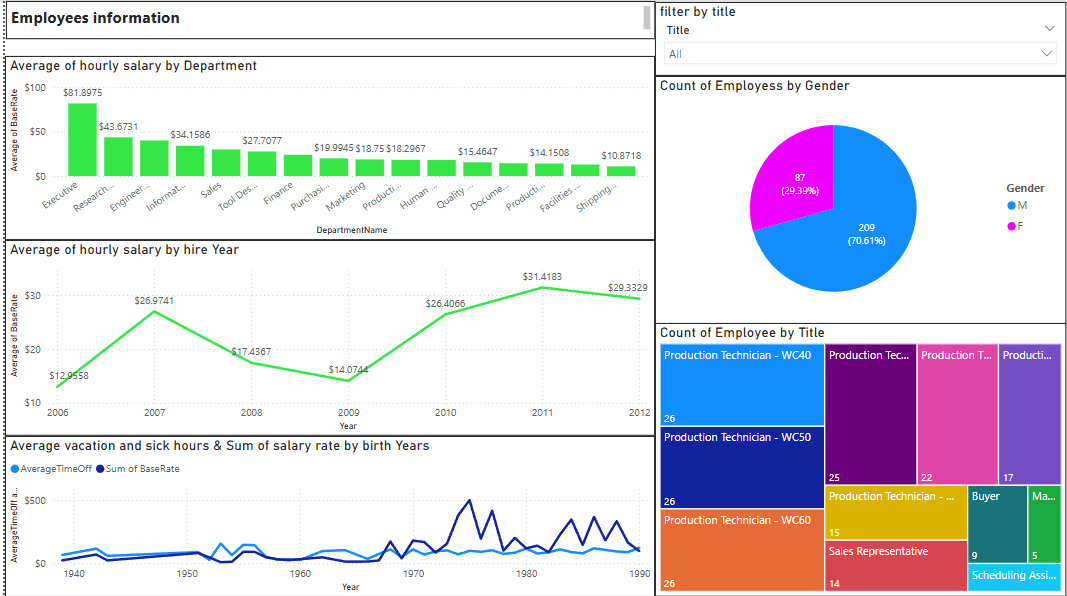 Employees information
filter by title
Title
All
Average of hourly salary by Department
Average of BaseRate
$100
$50
$0
$81.8975
$43.6731
$34.1586
$27.7077
$19.9945
$18.75
$18.2967
$15.4647
$14.1508
$10.8718
Executive
Research...
Engineer...
Informat...
Sales
Tool Des...
Finance
Purchasi...
Marketing
Producti...
Human ...
Quality ...
Docume...
Producti...
Facilities ...
Shipping...
DepartmentName
Count of Employess by Gender
87
(29.39%)
209
(70.61%)
Gender
M
F
Average of hourly salary by hire Year
Average of BaseRate
$30
$20
$10
$12.9558
$26.9741
$17.4367
$14.0744
$26.4066
$31.4183
$29.3329
2006
2007
2008
2009
2010
2011
2012
Year
Count of Employee by Title
Production Technician - WC40
26
Production Technician - WC50
26
Production Technician - WC60
26
Production Tec...
25
Production T...
22
Producti...
17
Production Technician - ...
15
Sales Representative
14
Buyer
9
Ma...
5
Scheduling Assi...
Average vacation and sick hours & Sum of salary rate by birth Years
AverageTimeOff
Sum of BaseRate
AverageTimeOff a...
$500
$0
1940
1950
1960
1970
1980
1990
Year